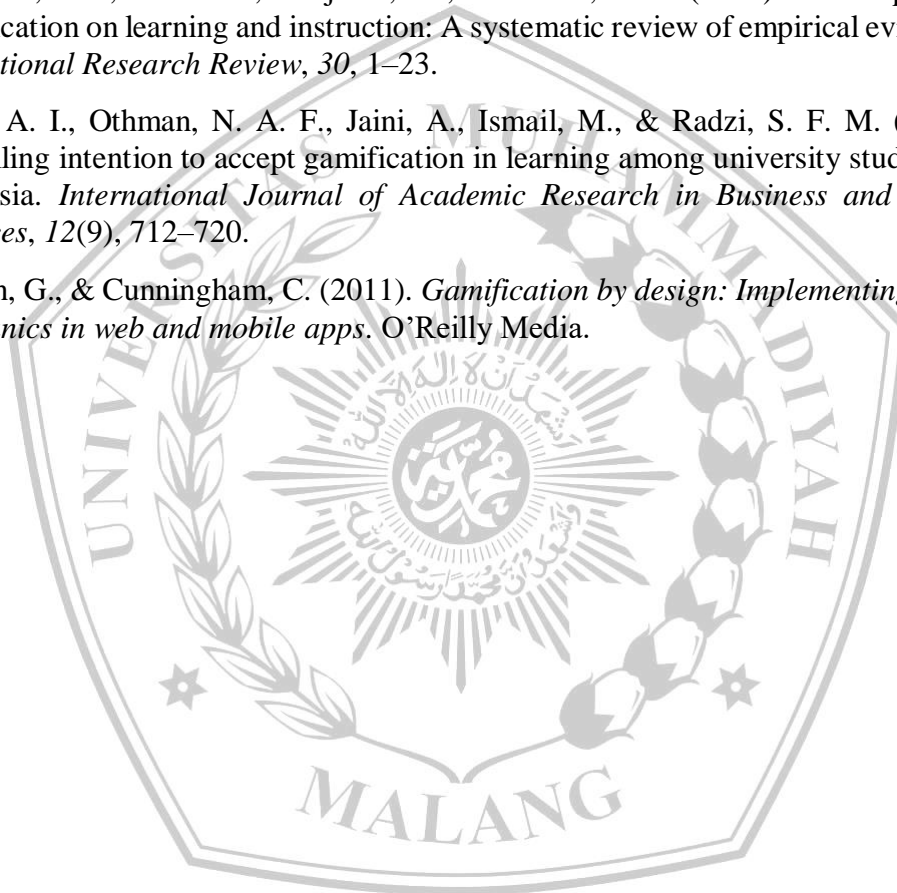 cation on learning and instruction: A systematic review of empirical evi
tional Research Review, 30, 1–23.
A. I., Othman, N. A. F., Jaini, A., Ismail, M., & Radzi, S. F. M. (
ling intention to accept gamification in learning among university stud
sia. International Journal of Academic Research in Business and
es, 12(9), 712–720.
n, G., & Cunningham, C. (2011). Gamification by design: Implementing
nics in web and mobile apps. O’Reilly Media.
UNIVERSITAS MUHAMMADIYAH
MALANG